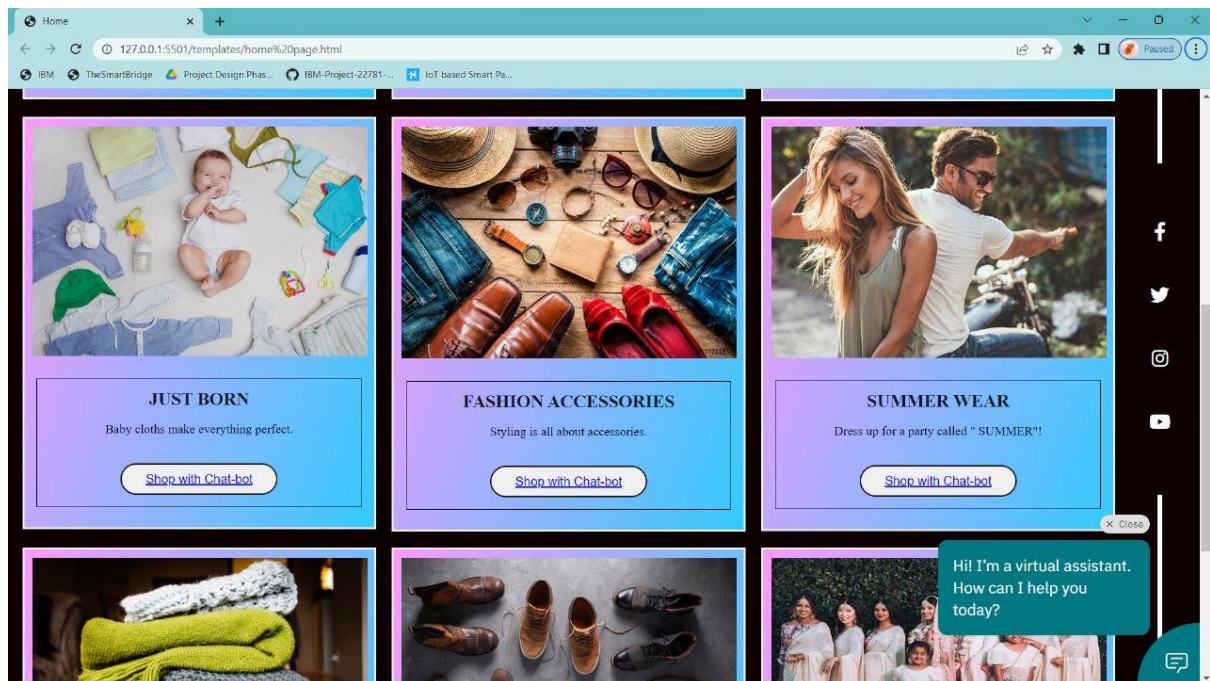 Home
127.0.0.1:5501/templates/home%20page.html
Paused
IBM
TheSmartBridge
Project Design Phas...
IBM-Project-22781-...
IoT based Smart Pa...
117315
JUST BORN
Baby cloths make everything perfect.
Shop with Chat-bot
FASHION ACCESSORIES
Styling is all about accessories.
Shop with Chat-bot
SUMMER WEAR
Dress up for a party called " SUMMER"!
Shop with Chat-bot
Close
Hi! I'm a virtual assistant.
How can I help you
today?